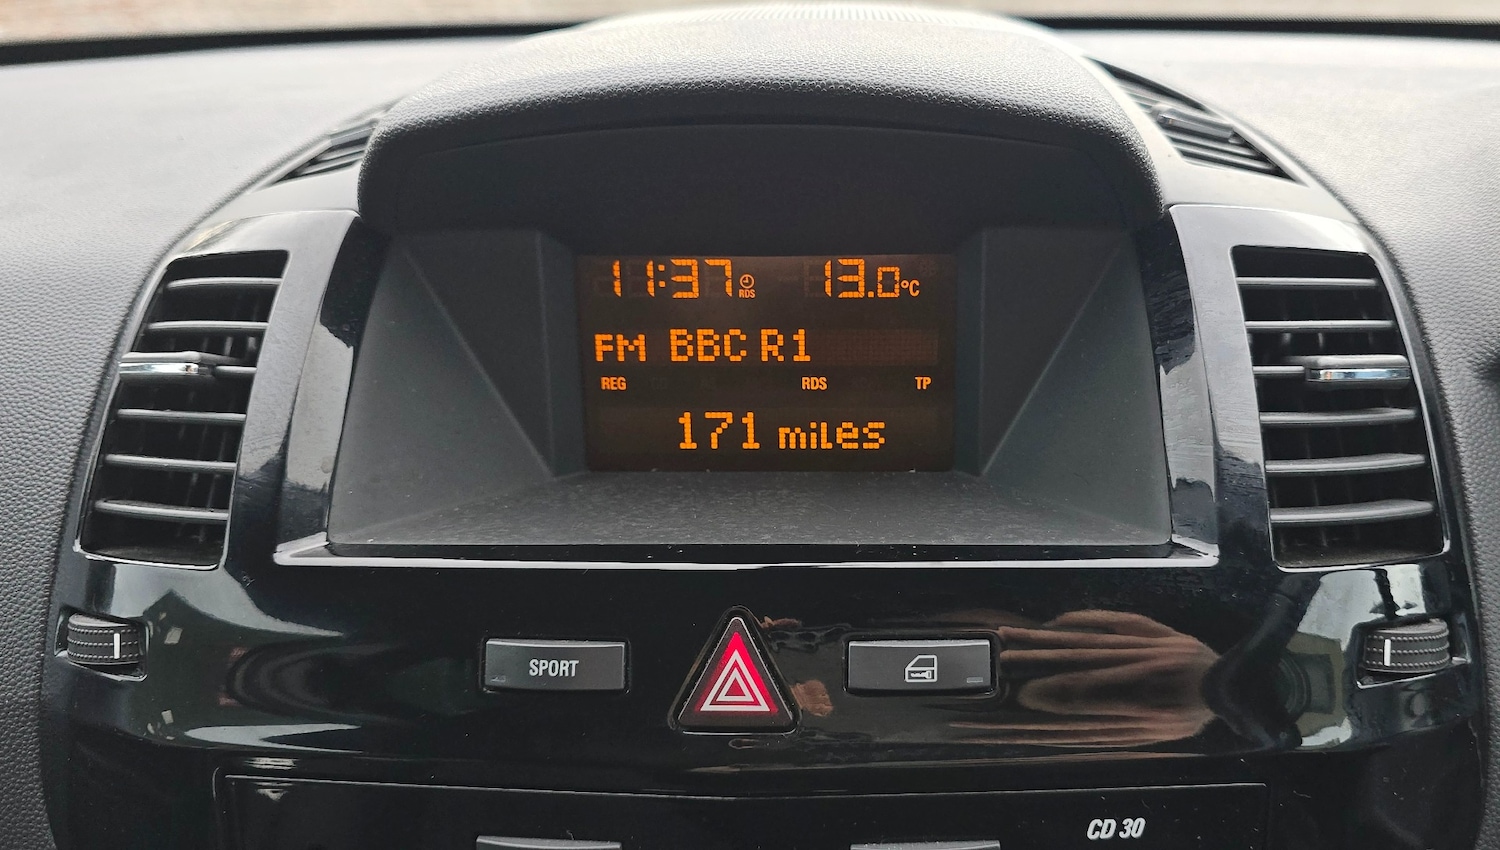 11:37 RDS 13.0°C
FM BBC R1
REG RDS TP
171 miles
SPORT
CD 30